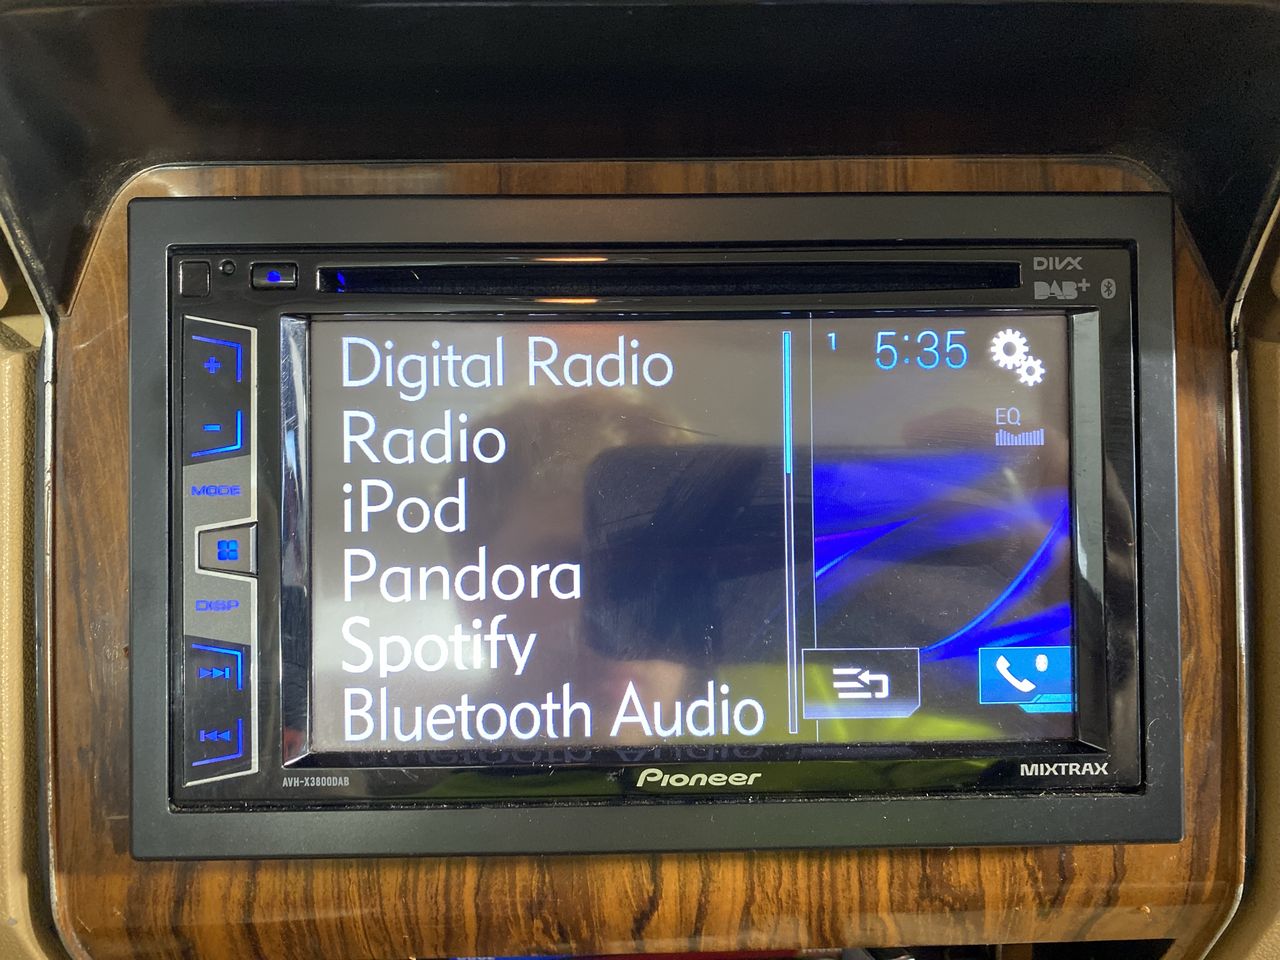 DIVX
DAB+
Digital Radio
Radio
iPod
Pandora
Spotify
Bluetooth Audio
1 5:35
EQ
+
-
MODE
DISP
AVH-X3800DAB
Pioneer
MIXTRAX